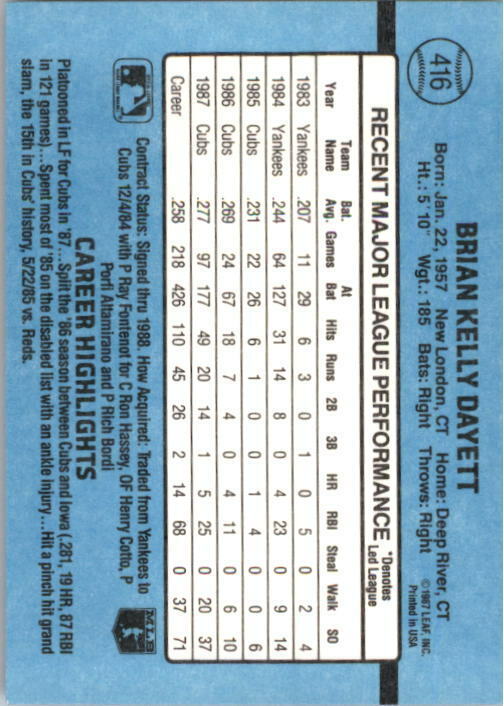 416
BRIAN KELLY DAYETT
Born: Jan. 22, 1957 New London, CT Home: Deep River, CT
Ht.: 5' 10" Wgt.: 185 Bats: Right Throws: Right
©1987 LEAF, INC.
Printed in USA
RECENT MAJOR LEAGUE PERFORMANCE *Denotes Led League
Year Team Name Bat. Avg. Games At Bat Hits Runs 2B 3B HR RBI Steal Walk SO
1983 Yankees .207 11 29 6 3 0 1 0 5 0 2 4
1984 Yankees .244 64 127 31 14 8 0 4 23 0 9 14
1985 Cubs .231 22 26 6 1 0 0 1 4 0 0 6
1986 Cubs .269 24 67 18 7 4 0 4 11 0 6 10
1987 Cubs .277 97 177 49 20 14 1 5 25 0 20 37
Career .258 218 426 110 45 26 2 14 68 0 37 71
Contract Status: Signed thru 1988. How Acquired: Traded from Yankees to
Cubs 12/4/84 with P Ray Fontenot for C Ron Hassey, OF Henry Cotto, P
Porfi Altamirano and P Rich Bordi
MLB
CAREER HIGHLIGHTS
Platooned in LF for Cubs in '87...Split the '86 season between Cubs and Iowa (.281, 19 HR, 87 RBI
in 121 games)...Spent most of '85 on the disabled list with an ankle injury...Hit a pinch hit grand
slam, the 15th in Cubs' history, 5/22/85 vs. Reds.